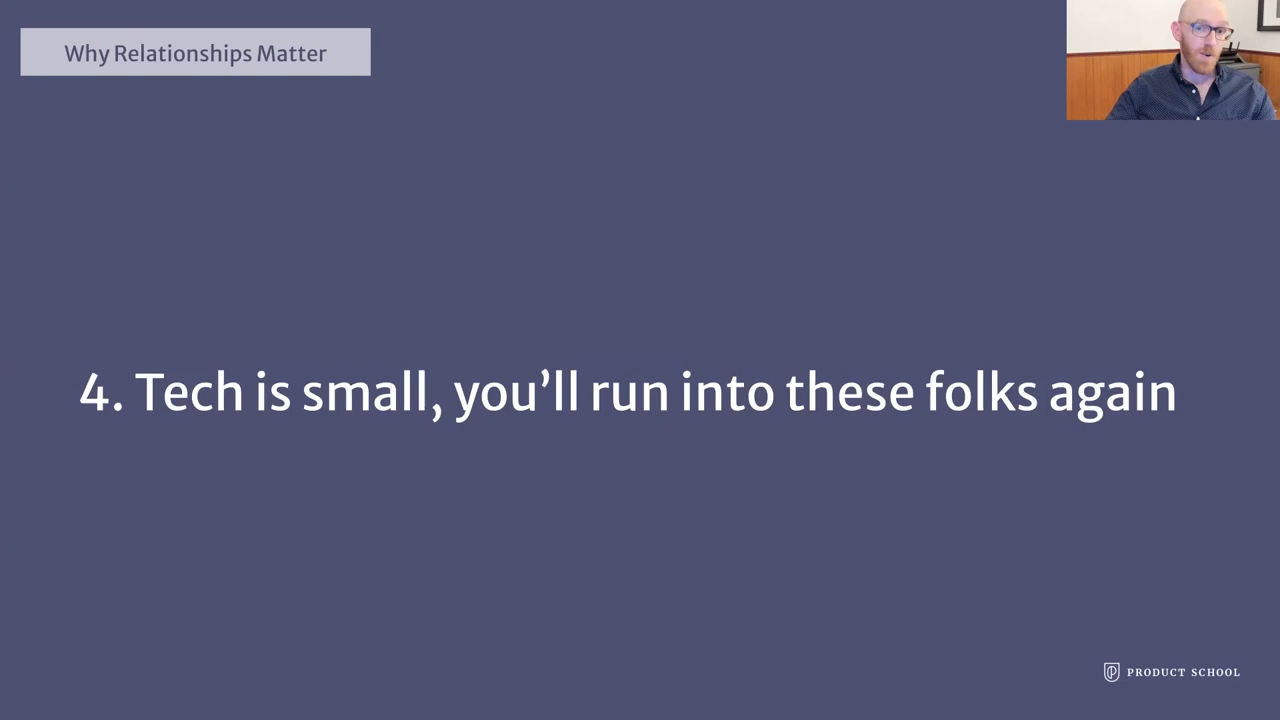 Why Relationships Matter
4. Tech is small, you’ll run into these folks again
PRODUCT SCHOOL